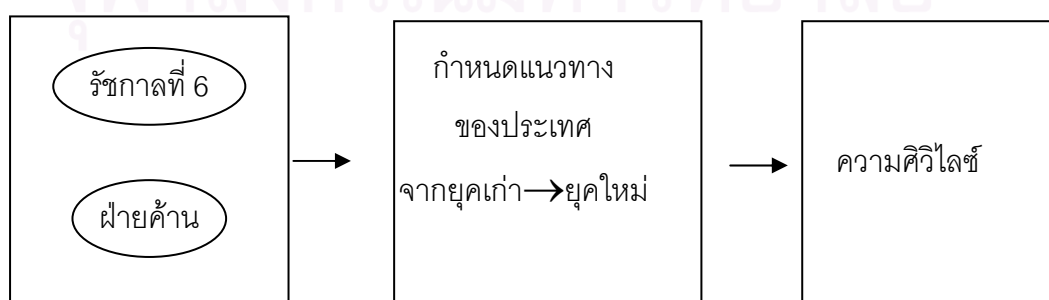 รัชกาลที่ 6
ฝ่ายค้าน
กำหนดแนวทาง
ของประเทศ
จากยุคเก่า→ยุคใหม่
ความศิวิไลซ์